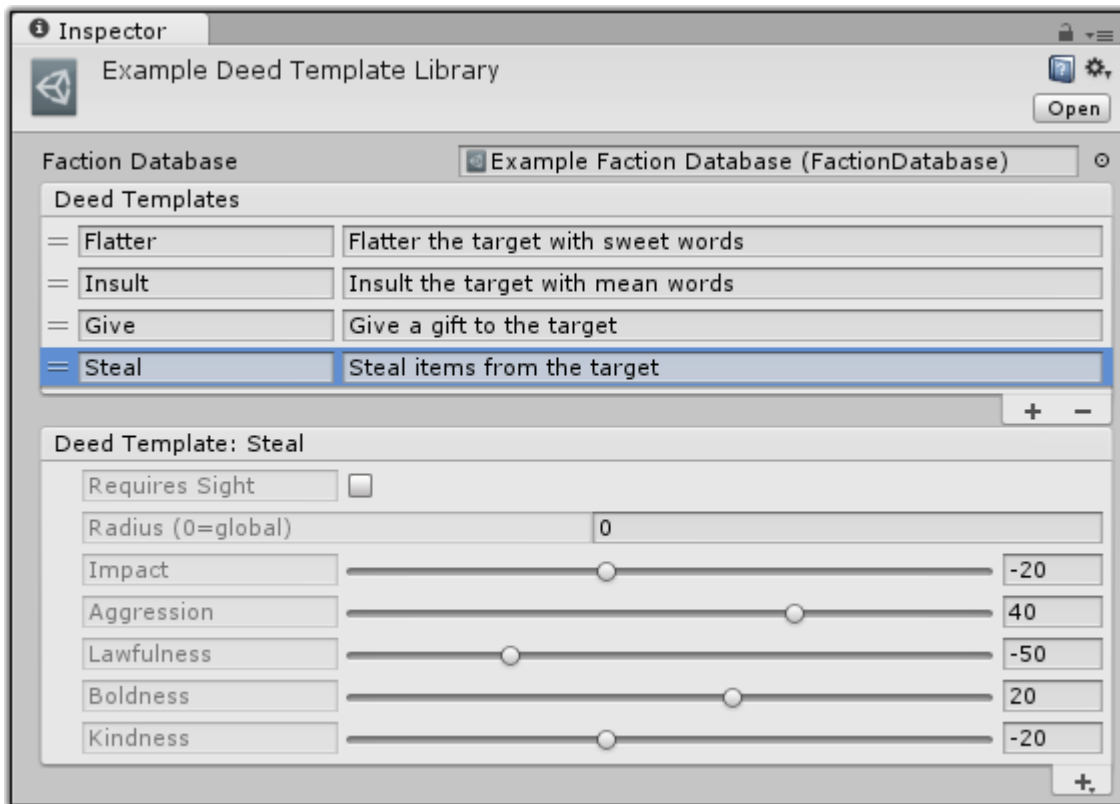 Inspector
Example Deed Template Library
Open
Faction Database Example Faction Database (FactionDatabase)
Deed Templates
Flatter Flatter the target with sweet words
Insult Insult the target with mean words
Give Give a gift to the target
Steal Steal items from the target
+ −
Deed Template: Steal
Requires Sight
Radius (0=global) 0
Impact -20
Aggression 40
Lawfulness -50
Boldness 20
Kindness -20
+